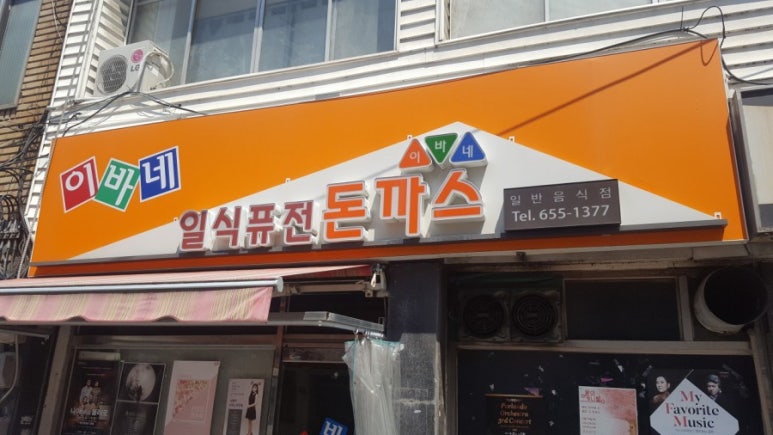 LG
이바네
이바네
일식퓨전 돈까스
일반음식점
Tel. 655-1377
My
Favorite
Music